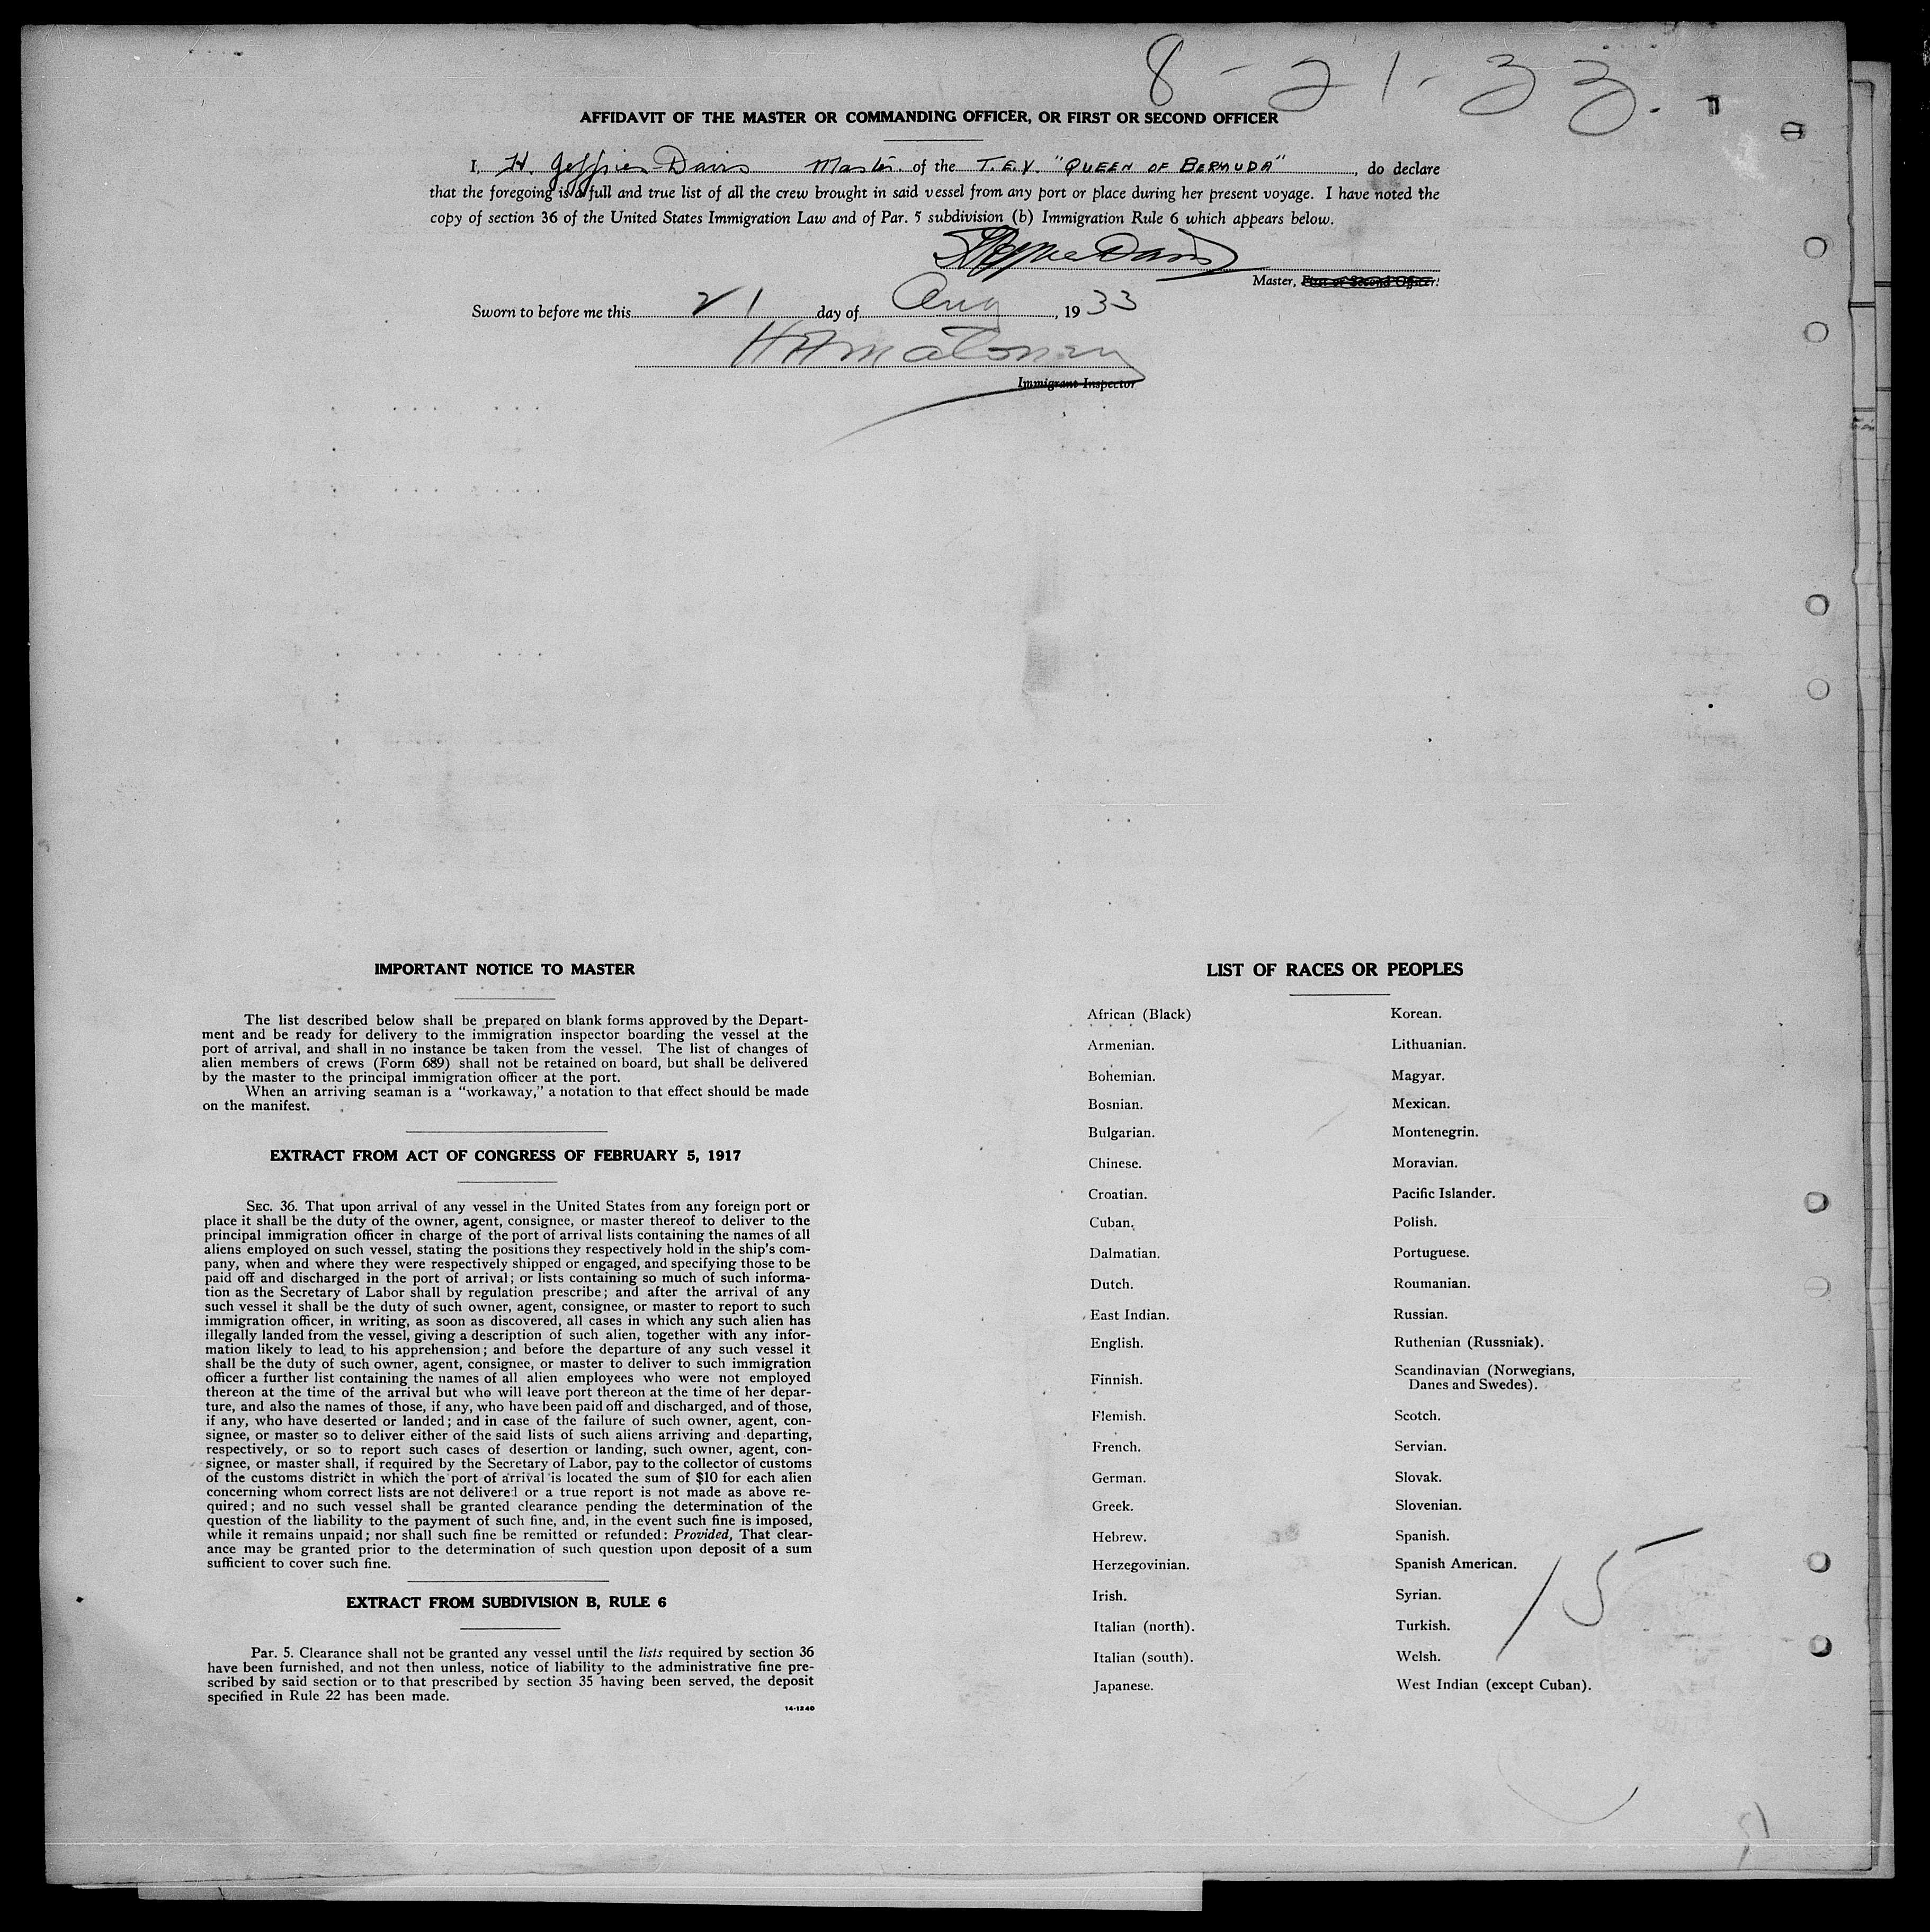 8-21-33.
AFFIDAVIT OF THE MASTER OR COMMANDING OFFICER, OR FIRST OR SECOND OFFICER
I, H. Jeffries Davis Master of the T.E.V. "QUEEN OF BERMUDA", do declare
that the foregoing is a full and true list of all the crew brought in said vessel from any port or place during her present voyage. I have noted the
copy of section 36 of the United States Immigration Law and of Par. 5 subdivision (b) Immigration Rule 6 which appears below.
Davis
Master, First or Second Officer.
Sworn to before me this 21 day of Aug, 1933
Immigrant Inspector
IMPORTANT NOTICE TO MASTER
The list described below shall be prepared on blank forms approved by the Depart-
ment and be ready for delivery to the immigration inspector boarding the vessel at the
port of arrival, and shall in no instance be taken from the vessel. The list of changes of
alien members of crews (Form 689) shall not be retained on board, but shall be delivered
by the master to the principal immigration officer at the port.
When an arriving seaman is a "workaway," a notation to that effect should be made
on the manifest.
EXTRACT FROM ACT OF CONGRESS OF FEBRUARY 5, 1917
SEC. 36. That upon arrival of any vessel in the United States from any foreign port or
place it shall be the duty of the owner, agent, consignee, or master thereof to deliver to the
principal immigration officer in charge of the port of arrival lists containing the names of all
aliens employed on such vessel, stating the positions they respectively hold in the ship's com-
pany, when and where they were respectively shipped or engaged, and specifying those to be
paid off and discharged in the port of arrival; or lists containing so much of such informa-
tion as the Secretary of Labor shall by regulation prescribe; and after the arrival of any
such vessel it shall be the duty of such owner, agent, consignee, or master to report to such
immigration officer, in writing, as soon as discovered, all cases in which any such alien has
illegally landed from the vessel, giving a description of such alien, together with any infor-
mation likely to lead to his apprehension; and before the departure of any such vessel it
shall be the duty of such owner, agent, consignee, or master to deliver to such immigration
officer a further list containing the names of all alien employees who were not employed
thereon at the time of the arrival but who will leave port thereon at the time of her depar-
ture, and also the names of those, if any, who have been paid off and discharged, and of those,
if any, who have deserted or landed; and in case of the failure of such owner, agent, con-
signee, or master so to deliver either of the said lists of such aliens arriving and departing,
respectively, or so to report such cases of desertion or landing, such owner, agent, con-
signee, or master shall, if required by the Secretary of Labor, pay to the collector of customs
of the customs district in which the port of arrival is located the sum of $10 for each alien
concerning whom correct lists are not delivered or a true report is not made as above re-
quired; and no such vessel shall be granted clearance pending the determination of the
question of the liability to the payment of such fine, and, in the event such fine is imposed,
while it remains unpaid; nor shall such fine be remitted or refunded: Provided, That clear-
ance may be granted prior to the determination of such question upon deposit of a sum
sufficient to cover such fine.
EXTRACT FROM SUBDIVISION B, RULE 6
Par. 5. Clearance shall not be granted any vessel until the lists required by section 36
have been furnished, and not then unless, notice of liability to the administrative fine pre-
scribed by said section or to that prescribed by section 35 having been served, the deposit
specified in Rule 22 has been made.
14-1240
LIST OF RACES OR PEOPLES
African (Black)
Armenian.
Bohemian.
Bosnian.
Bulgarian.
Chinese.
Croatian.
Cuban.
Dalmatian.
Dutch.
East Indian.
English.
Finnish.
Flemish.
French.
German.
Greek.
Hebrew.
Herzegovinian.
Irish.
Italian (north).
Italian (south).
Japanese.
Korean.
Lithuanian.
Magyar.
Mexican.
Montenegrin.
Moravian.
Pacific Islander.
Polish.
Portuguese.
Roumanian.
Russian.
Ruthenian (Russniak).
Scandinavian (Norwegians,
Danes and Swedes).
Scotch.
Servian.
Slovak.
Slovenian.
Spanish.
Spanish American.
Syrian.
Turkish.
Welsh.
West Indian (except Cuban).
15